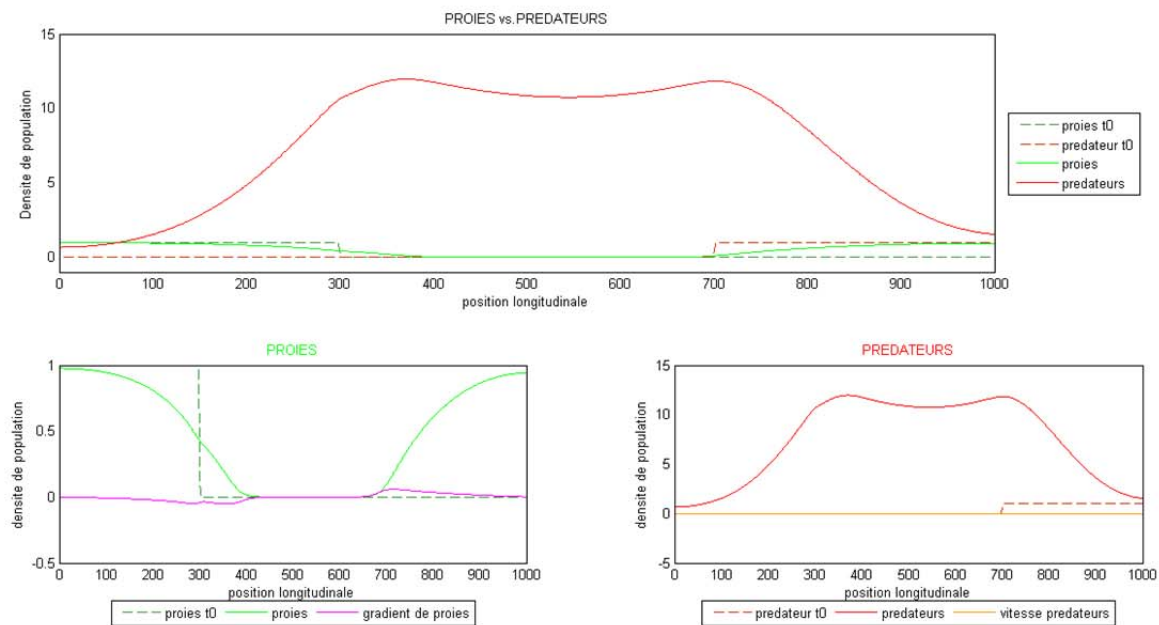 PROIES vs.PREDATEURS
15
10
5
0
Densite de population
0 100 200 300 400 500 600 700 800 900 1000
position longitudinale
proies t0
predateur t0
proies
predateurs
PROIES
1
0.5
0
-0.5
densite de population
0 100 200 300 400 500 600 700 800 900 1000
position longitudinale
proies t0 proies gradient de proies
PREDATEURS
15
10
5
0
-5
densite de population
0 100 200 300 400 500 600 700 800 900 1000
position longitudinale
predateur t0 predateurs vitesse predateurs